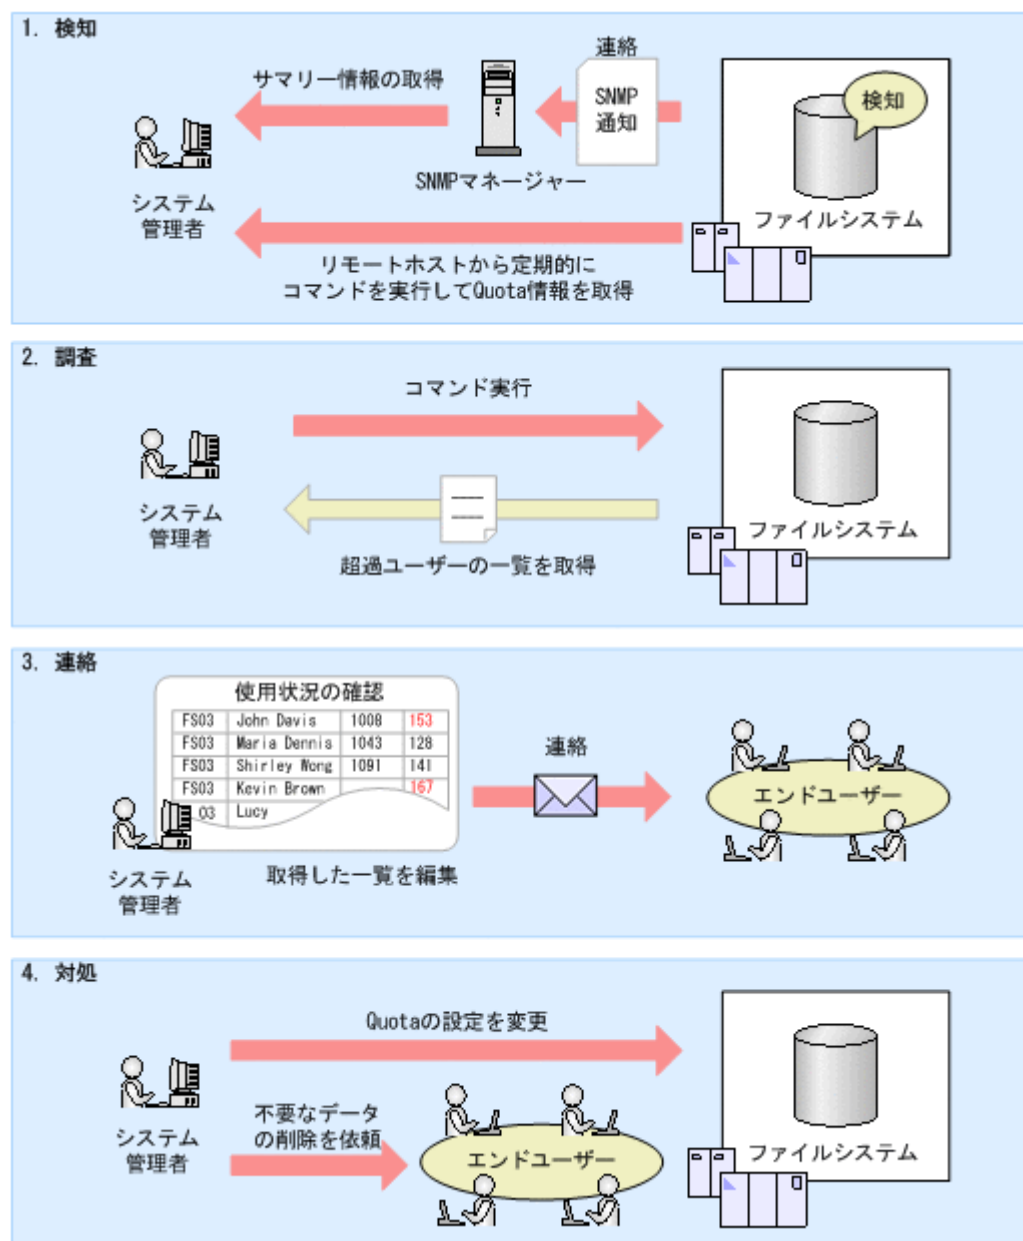 1. 検知
連絡
サマリー情報の取得
SNMP
通知
検知
SNMPマネージャー
システム
管理者
ファイルシステム
リモートホストから定期的に
コマンドを実行してQuota情報を取得
2. 調査
コマンド実行
システム
管理者
ファイルシステム
超過ユーザーの一覧を取得
3. 連絡
使用状況の確認
FS03 John Davis 1008 153
FS03 Maria Dennis 1043 128
FS03 Shirley Wong 1091 141
FS03 Kevin Brown 167
03 Lucy
連絡
エンドユーザー
システム
管理者
取得した一覧を編集
4. 対処
Quotaの設定を変更
不要なデータ
の削除を依頼
システム
管理者
エンドユーザー
ファイルシステム